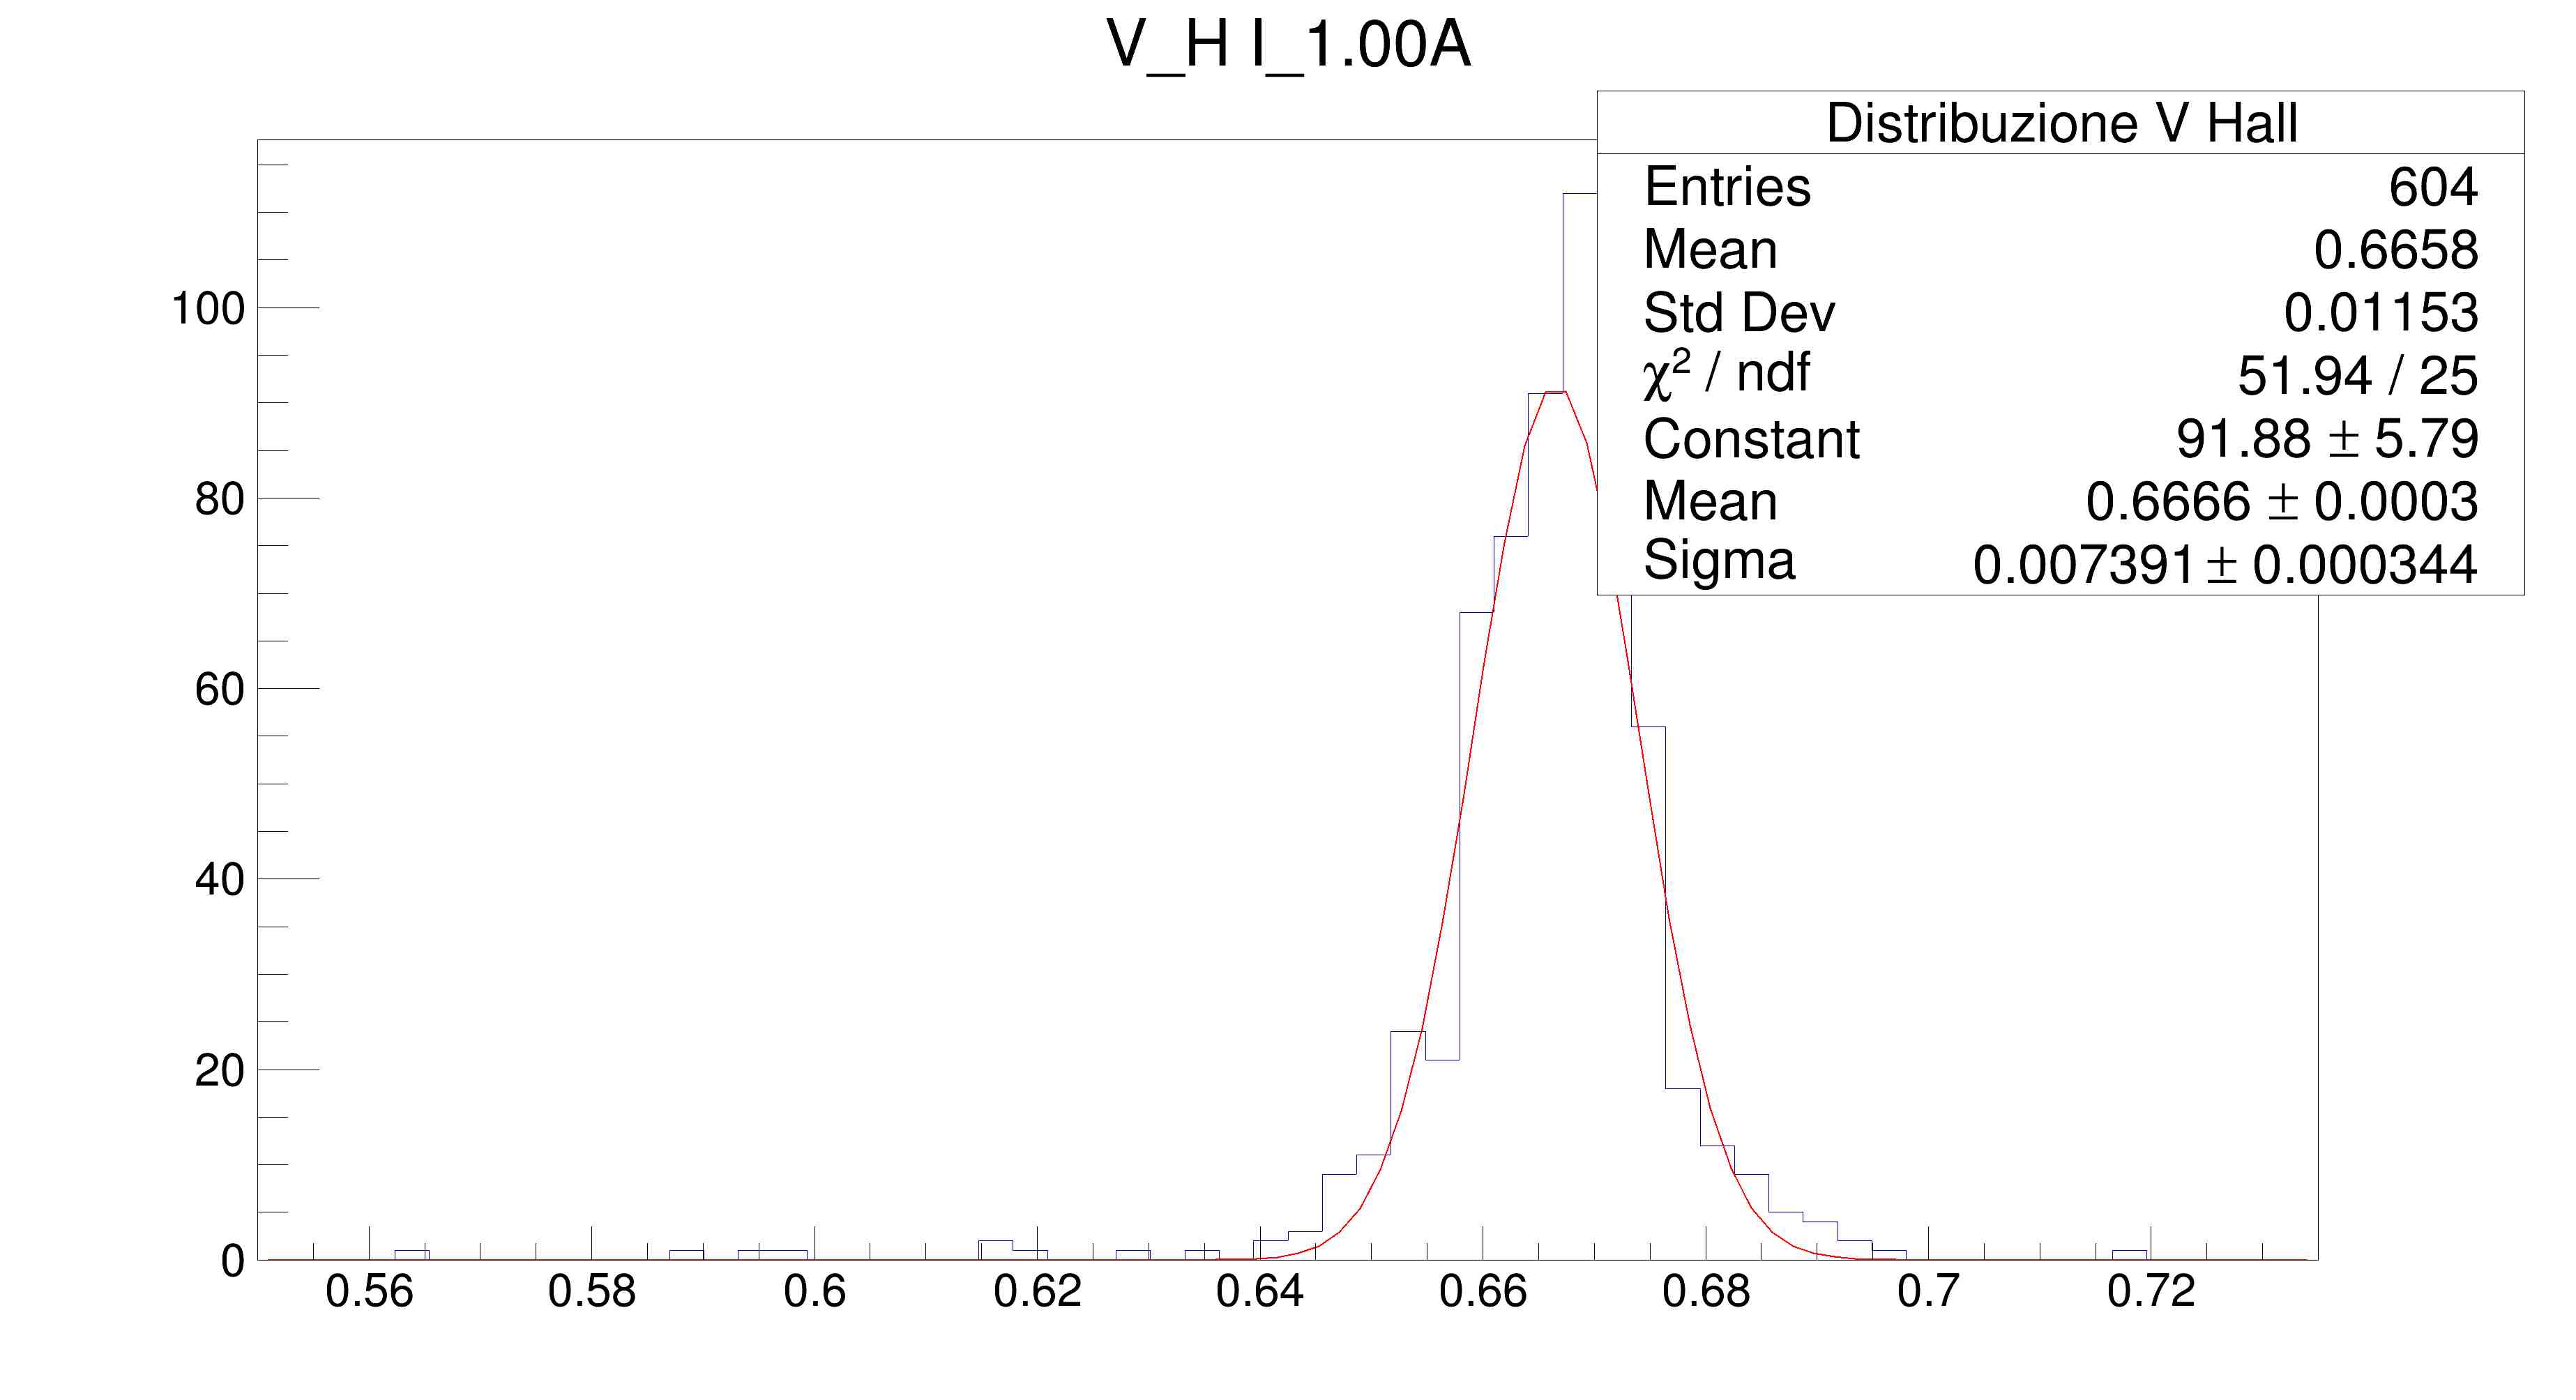 V_H I_1.00A
Distribuzione V Hall
Entries 604
Mean 0.6658
Std Dev 0.01153
χ² / ndf 51.94 / 25
Constant 91.88 ± 5.79
Mean 0.6666 ± 0.0003
Sigma 0.007391 ± 0.000344
100
80
60
40
20
0
0.56 0.58 0.6 0.62 0.64 0.66 0.68 0.7 0.72